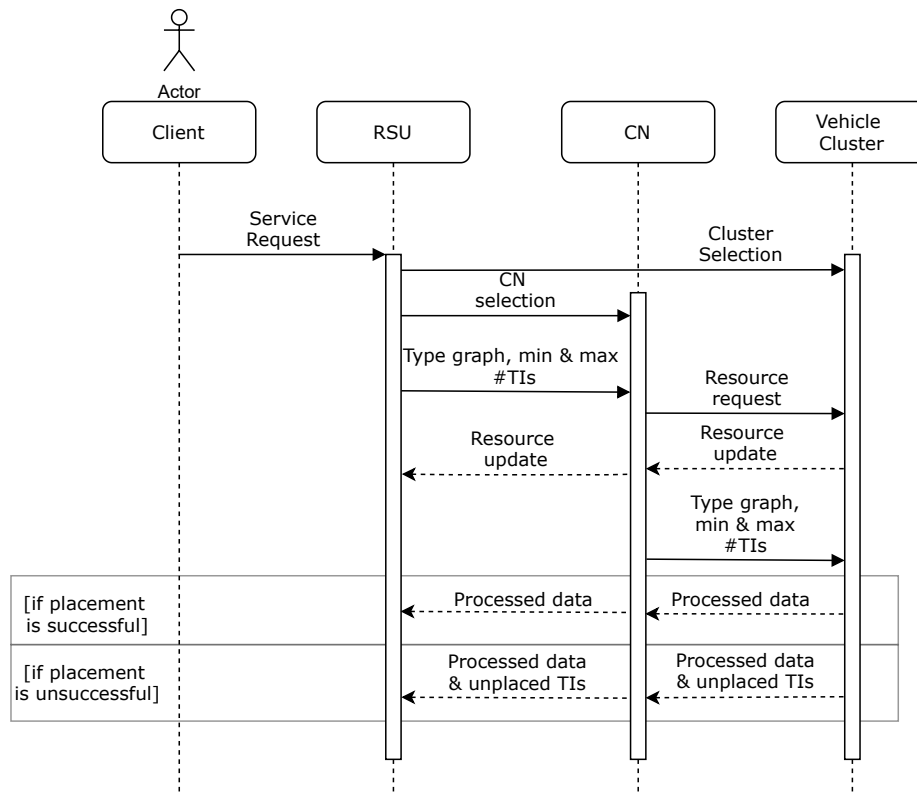 Actor
Client
RSU
CN
Vehicle
Cluster
Service
Request
Cluster
Selection
CN
selection
Type graph, min & max
#TIs
Resource
request
Resource
update
Resource
update
Type graph,
min & max
#TIs
[if placement
is successful]
Processed data
Processed data
[if placement
is unsuccessful]
Processed data
& unplaced TIs
Processed data
& unplaced TIs